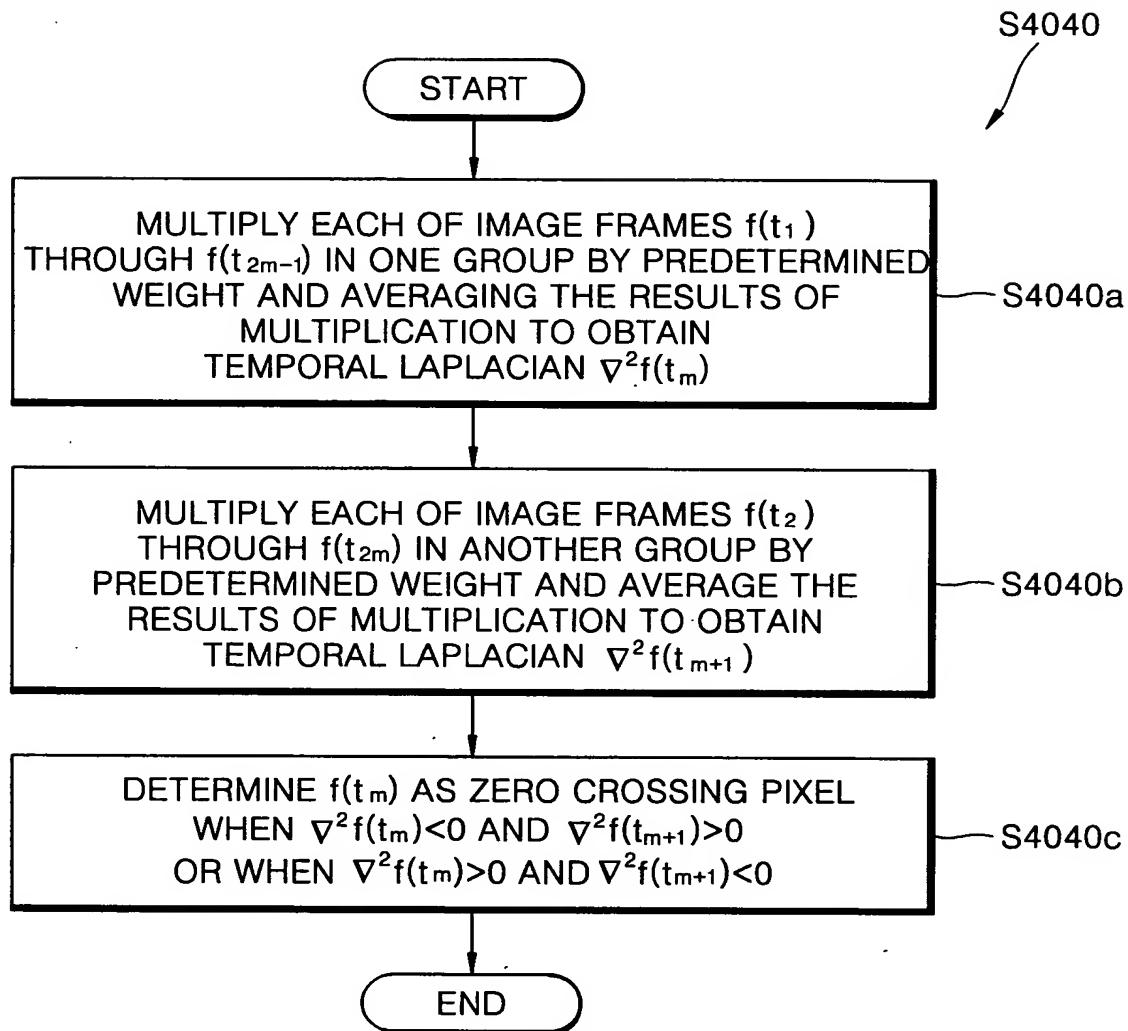 S4040
START
MULTIPLY EACH OF IMAGE FRAMES f(t₁)
THROUGH f(t₂ₘ₋₁) IN ONE GROUP BY PREDETERMINED
WEIGHT AND AVERAGING THE RESULTS OF
MULTIPLICATION TO OBTAIN
TEMPORAL LAPLACIAN ∇²f(tₘ)
S4040a
MULTIPLY EACH OF IMAGE FRAMES f(t₂)
THROUGH f(t₂ₘ) IN ANOTHER GROUP BY
PREDETERMINED WEIGHT AND AVERAGE THE
RESULTS OF MULTIPLICATION TO OBTAIN
TEMPORAL LAPLACIAN ∇²f(tₘ₊₁)
S4040b
DETERMINE f(tₘ) AS ZERO CROSSING PIXEL
WHEN ∇²f(tₘ)<0 AND ∇²f(tₘ₊₁)>0
OR WHEN ∇²f(tₘ)>0 AND ∇²f(tₘ₊₁)<0
S4040c
END